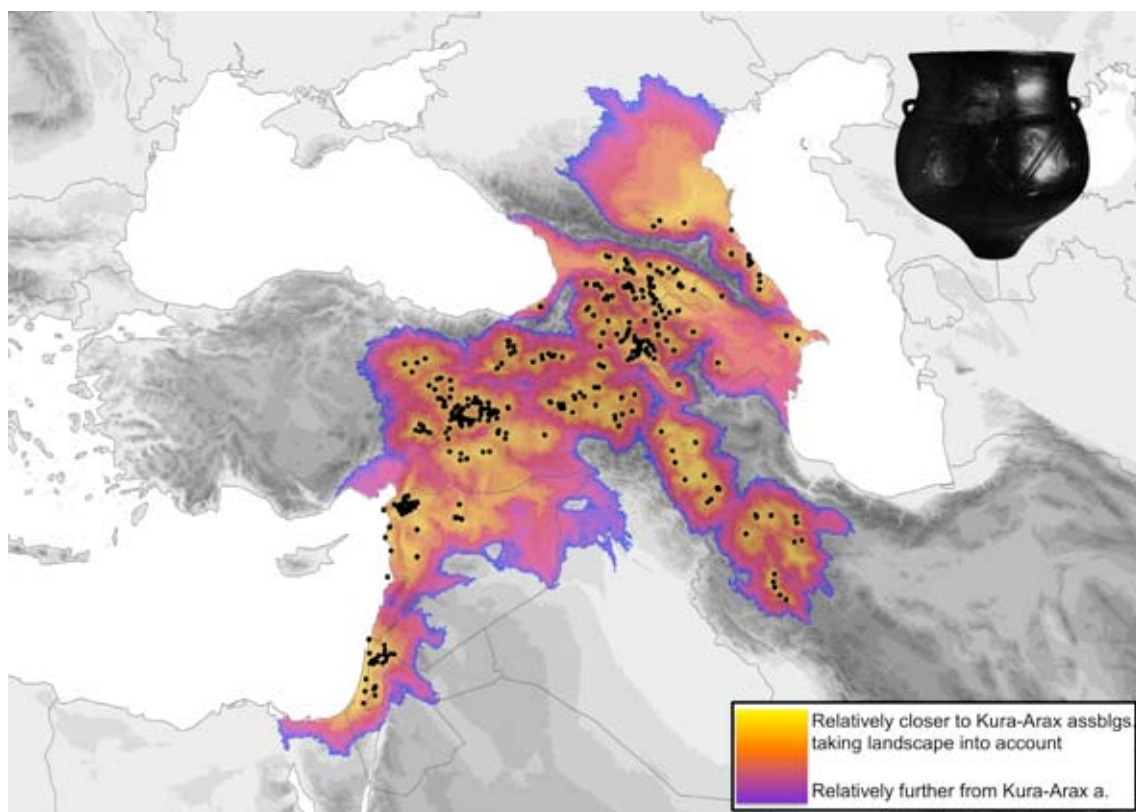 Relatively closer to Kura-Arax assblgs.
taking landscape into account
Relatively further from Kura-Arax a.